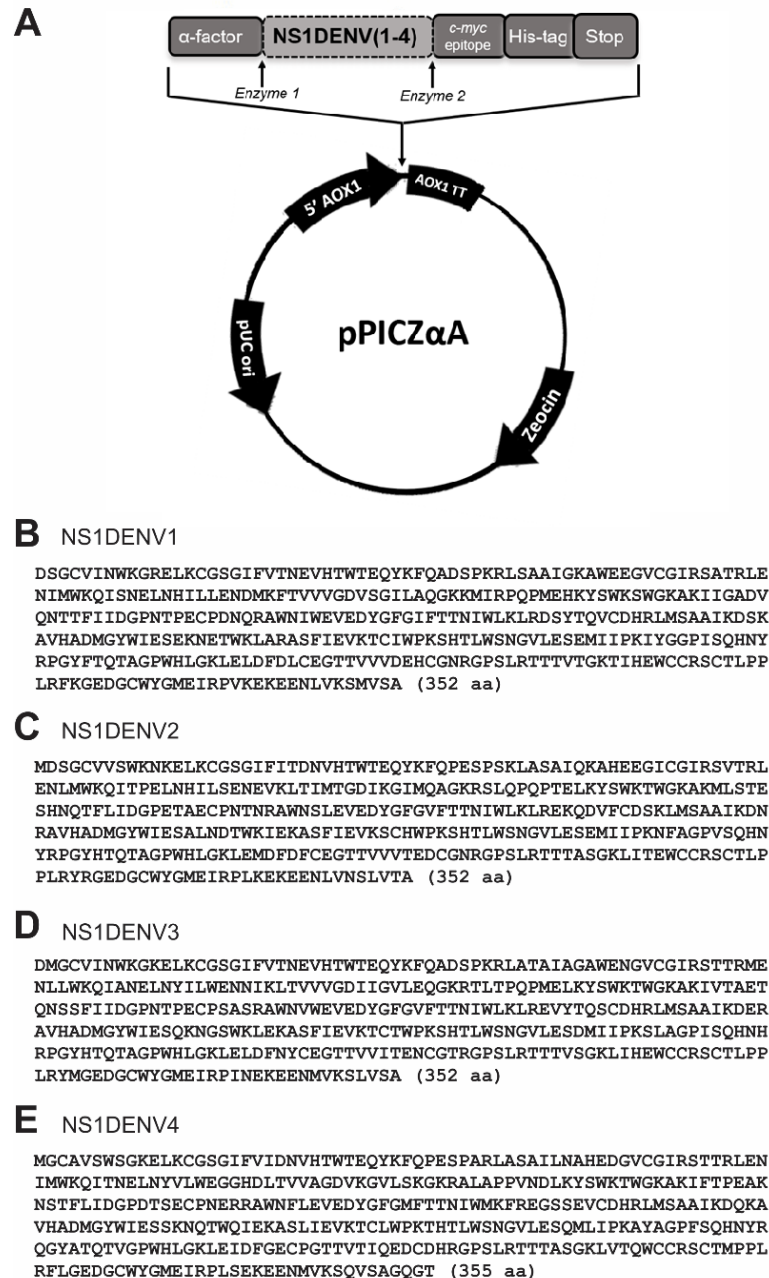 A
α-factor NS1DENV(1-4) c-myc epitope His-tag Stop
Enzyme 1 Enzyme 2
5' AOX1 AOX1 TT
pUC ori
pPICZαA
Zeocin
B NS1DENV1
DSGCVINWKGRELKCGSGIFVTNEVHTWTEQYKFQADSPKRLSAAIGKAWEEGVCGIRSATRLE
NIMWKQISNELNHILLENDMKFTVVVGDVSGILAQGKKMIRPQPMEHKYSWKSWGKAKIIGADV
QNTTFIIDGPNTPECPDNQRAWNIWEVEDYGFGIFTTNIWLKLRDSYTQVCDHRLMSAAIKDSK
AVHADMGYWIESEKNETWKLARASFIEVKTCIWPKSHTLWSNGVLESEMIIPKIYGGPISQHNY
RPGYFTQTAGPWHLGKLELDFDLCEGTTVVVDEHCGNRGPSLRTTTVTGKTIHEWCCRSCTLPP
LRFKGEDGCWYGMEIRPVKEKEENLVKSMVSA (352 aa)
C NS1DENV2
MDSGCVVSWKNKELKCGSGIFITDNVHTWTEQYKFQPESPSKLASAIQKAHEEGICGIRSVTRL
ENLMWKQITPELNHILSENEVKLTIMTGDIKGIMQAGKRSLQPQPTELKYSWKTWGKAKMLSTE
SHNQTFLIDGPETAECPNTNRAWNSLEVEDYGFGVFTTNIWLKLREKQDVFCDSKLMSAAIKDN
RAVHADMGYWIESALNDTWKIEKASFIEVKSCHWPKSHTLWSNGVLESEMIIPKNFAGPVSQHN
YRPGYHTQTAGPWHLGKLEMDFDFCEGTTVVVTEDCGNRGPSLRTTTASGKLITEWCCRSCTLP
PLRYRGEDGCWYGMEIRPLKEKEENLVNSLVTA (352 aa)
D NS1DENV3
DMGCVINWKGKELKCGSGIFVTNEVHTWTEQYKFQADSPKRLATAIAGAWENGVCGIRSTTRME
NLLWKQIANELNYILWENNIKLTVVVGDIIGVLEQGKRTLTPQPMELKYSWKTWGKAKIVTAET
QNSSFIIDGPNTPECPSASRAWNVWEVEDYGFGVFTTNIWLKLREVYTQSCDHRLMSAAIKDER
AVHADMGYWIESQKNGSWKLEKASFIEVKTCTWPKSHTLWSNGVLESDMIIPKSLAGPISQHNH
RPGYHTQTAGPWHLGKLELDFNYCEGTTVVITENCGTRGPSLRTTTVSGKLIHEWCCRSCTLPP
LRYMGEDGCWYGMEIRPINEKEENMVKSLVSA (352 aa)
E NS1DENV4
MGCAVSWSGKELKCGSGIFVIDNVHTWTEQYKFQPESPARLASAILNAHEDGVCGIRSTTRLEN
IMWKQITNELNYVLWEGGHDLTVVAGDVKGVLSKGKRALAPPVNDLKYSWKTWGKAKIFTPEAK
NSTFLIDGPDTSECPNERRAWNFLEVEDYGFGMFTTNIWMKFREGSSEVCDHRLMSAAIKDQKA
VHADMGYWIESSKNQTWQIEKASLIEVKTCLWPKTHTLWSNGVLESQMLIPKAYAGPFSQHNYR
QGYATQTVGPWHLGKLEIDFGECPGTTVTIQEDCDHRGPSLRTTTASGKLVTQWCCRSCTMPPL
RFLGEDGCWYGMEIRPLSEKEENMVKSQVSAGQGT (355 aa)